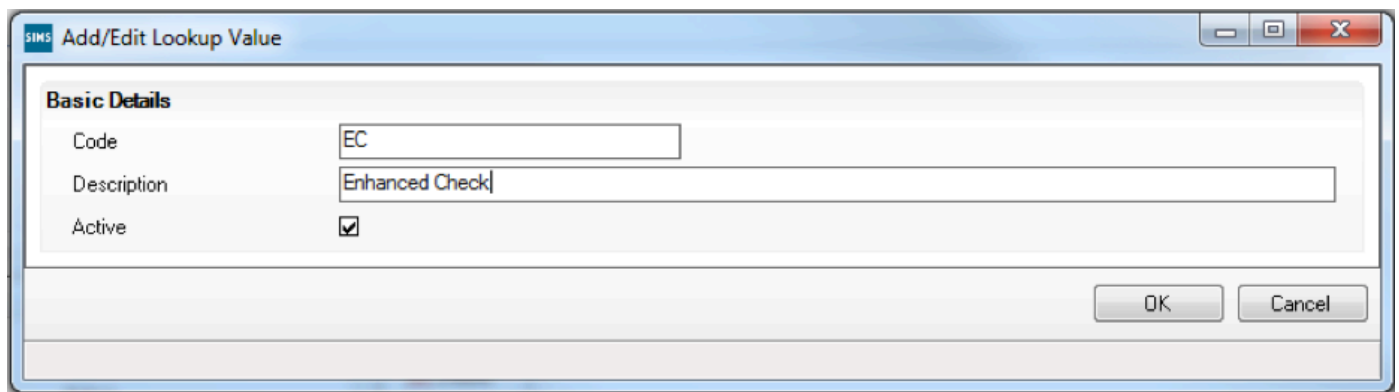 SIMS Add/Edit Lookup Value
Basic Details
Code EC
Description Enhanced Check
Active
OK Cancel